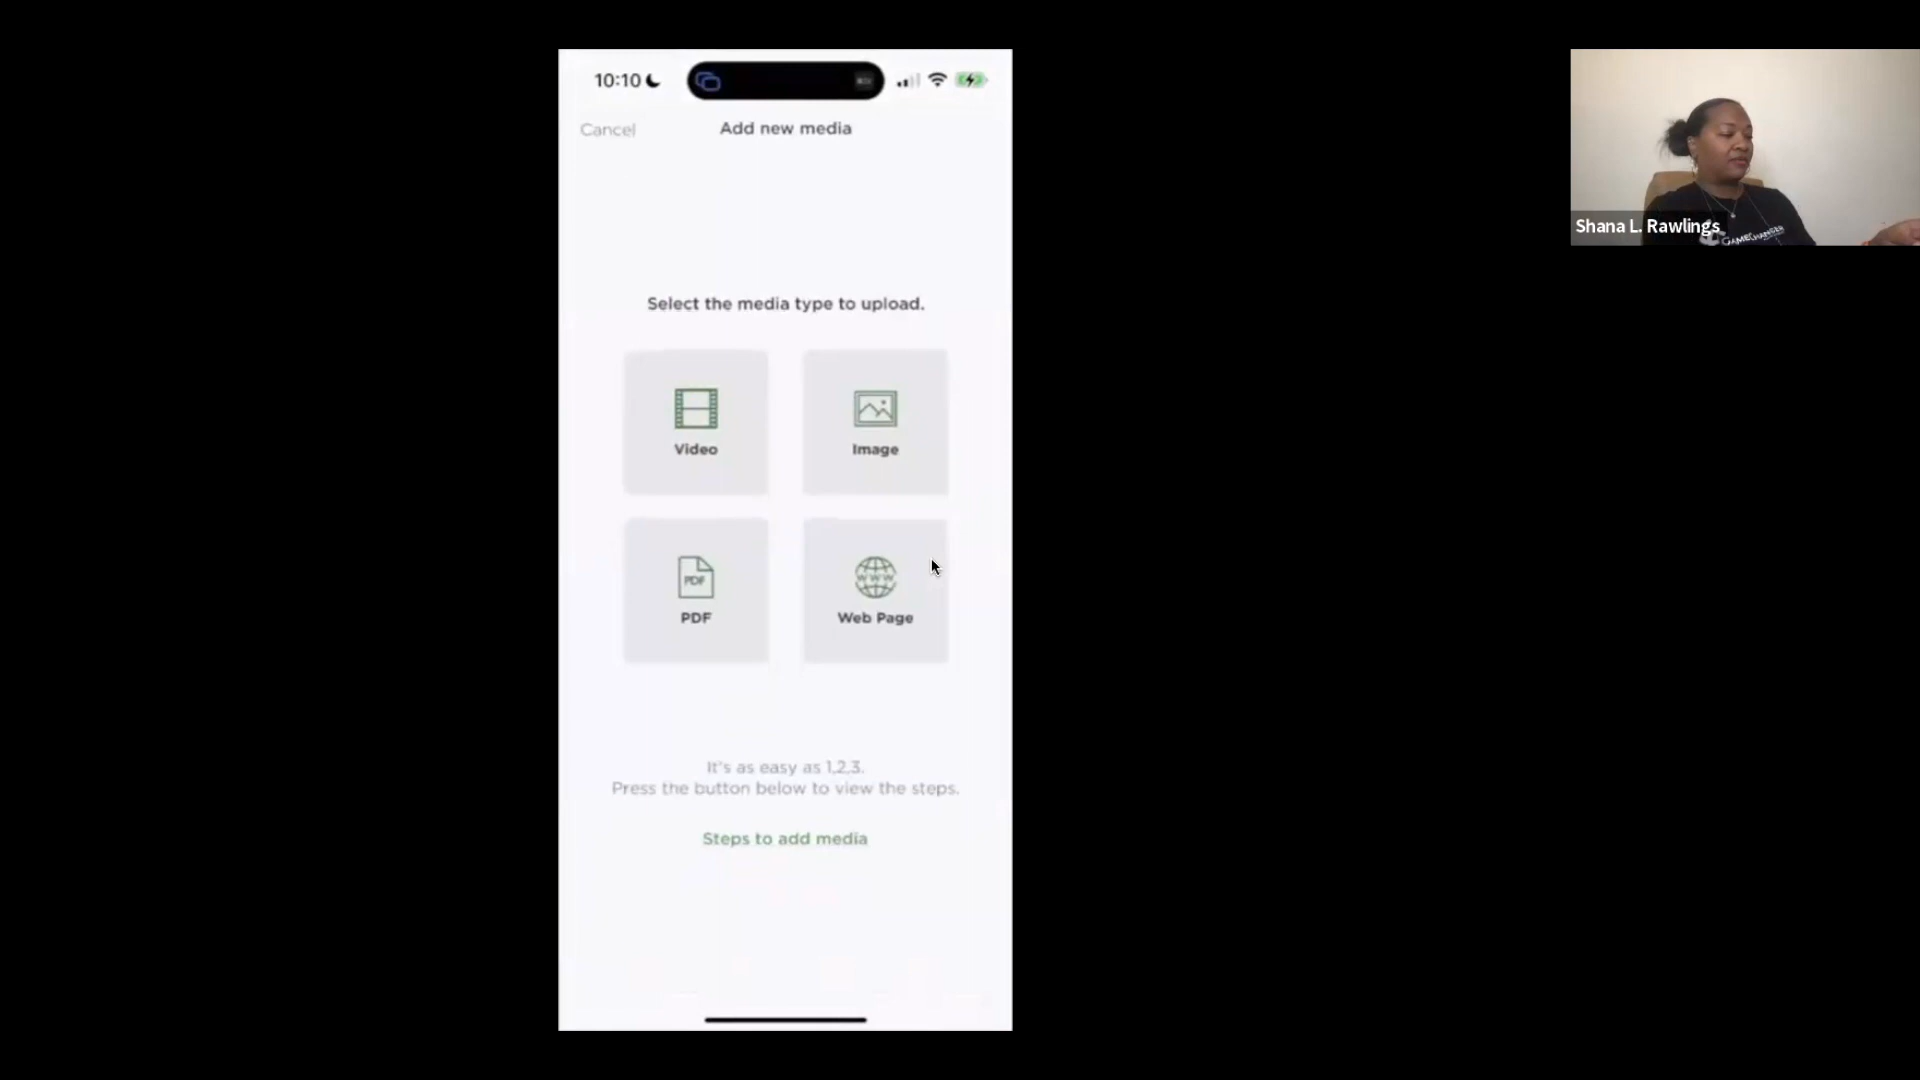 10:10
Cancel
Add new media
Select the media type to upload.
Video
Image
PDF
PDF
WWW
Web Page
It's as easy as 1,2,3.
Press the button below to view the steps.
Steps to add media
Shana L. Rawlings
GAMECHANGER